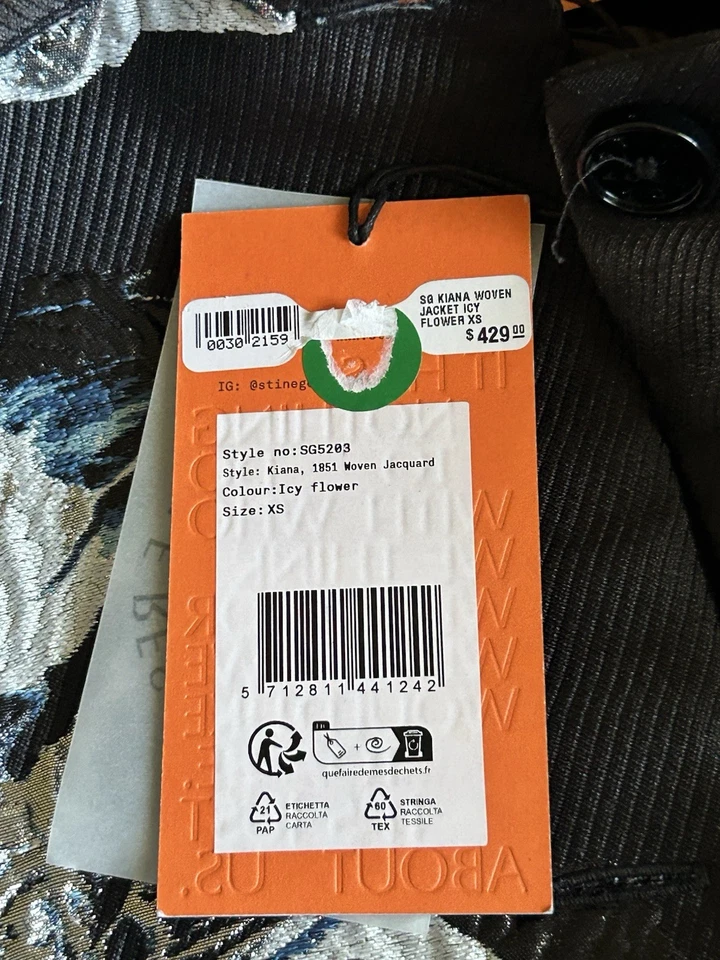 SG KIANA WOVEN
JACKET ICY
FLOWER XS
$429.00
0030 2159
IG: @stineg
Style no:SG5203
Style: Kiana, 1851 Woven Jacquard
Colour:Icy flower
Size:XS
5 712811 441242
FR
quefairedemesdechets.fr
21
PAP
ETICHETTA
RACCOLTA
CARTA
60
TEX
STRINGA
RACCOLTA
TESSILE
ABOUT US.